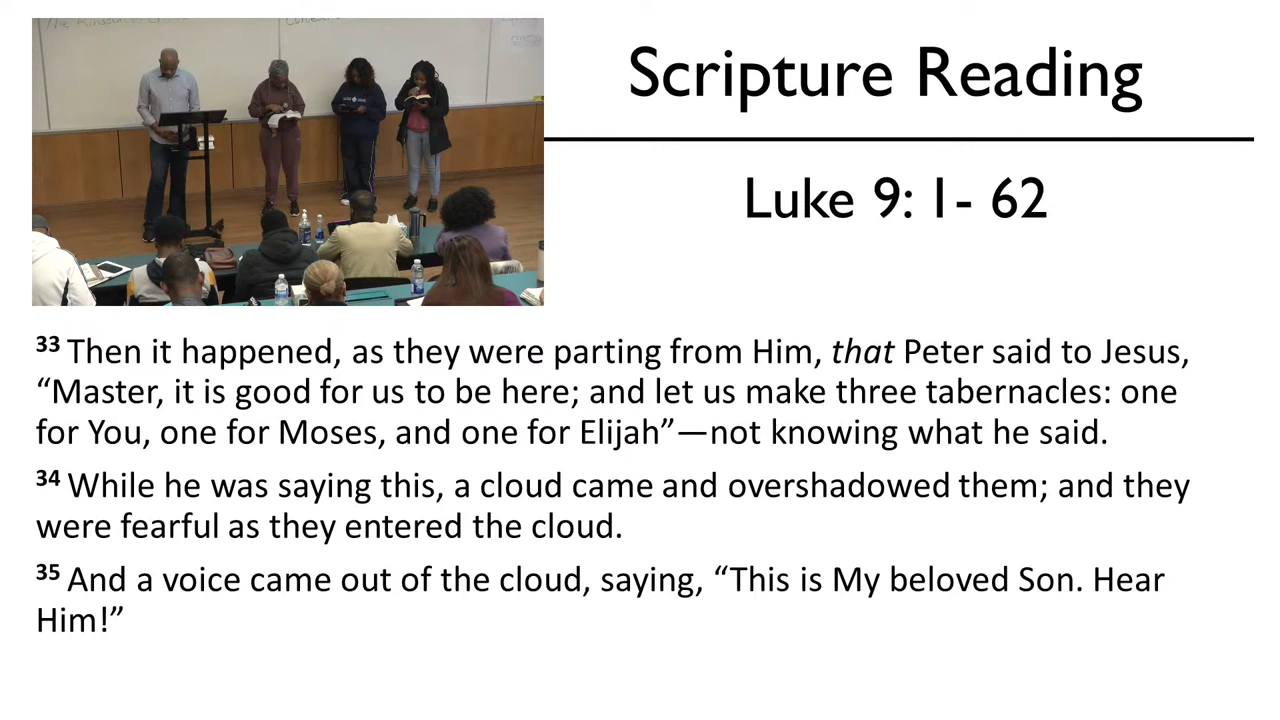 Scripture Reading
Luke 9: 1- 62
33 Then it happened, as they were parting from Him, that Peter said to Jesus,
“Master, it is good for us to be here; and let us make three tabernacles: one
for You, one for Moses, and one for Elijah”—not knowing what he said.
34 While he was saying this, a cloud came and overshadowed them; and they
were fearful as they entered the cloud.
35 And a voice came out of the cloud, saying, “This is My beloved Son. Hear
Him!”